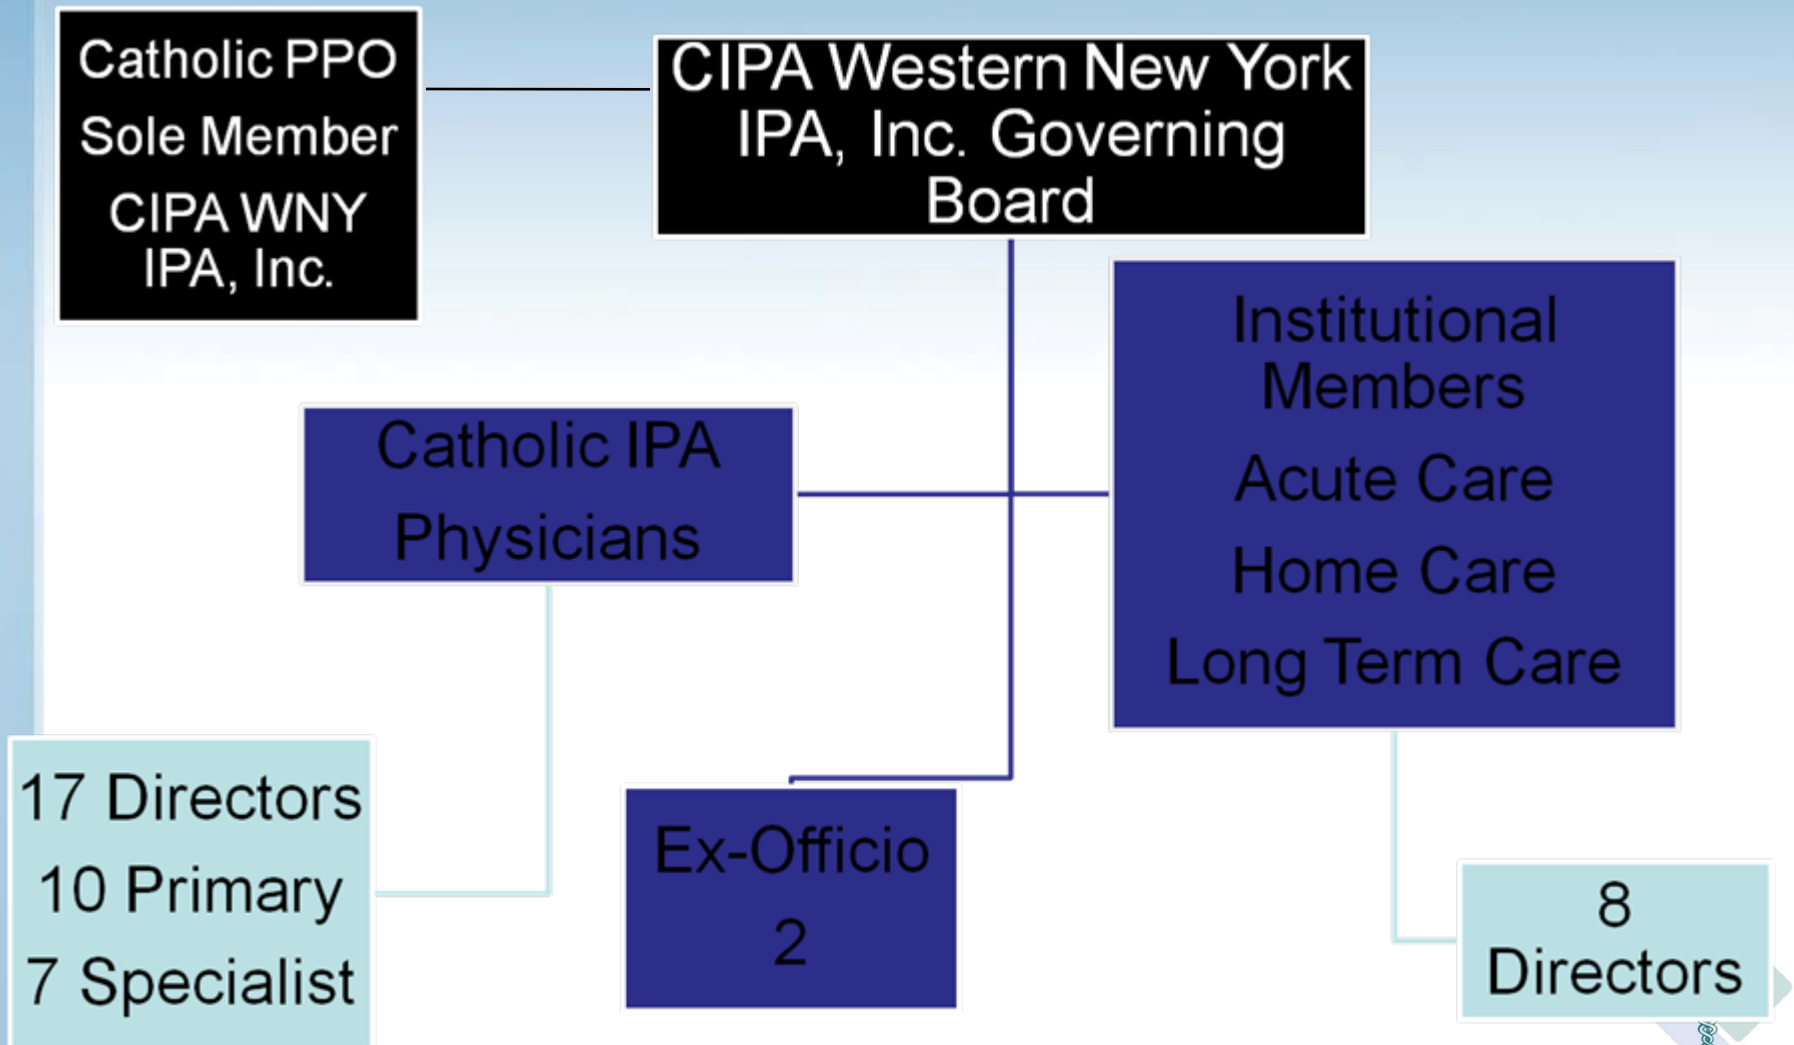 Catholic PPO
Sole Member
CIPA WNY
IPA, Inc.
CIPA Western New York
IPA, Inc. Governing
Board
Institutional
Members
Acute Care
Home Care
Long Term Care
Catholic IPA
Physicians
17 Directors
10 Primary
7 Specialist
Ex-Officio
2
8
Directors